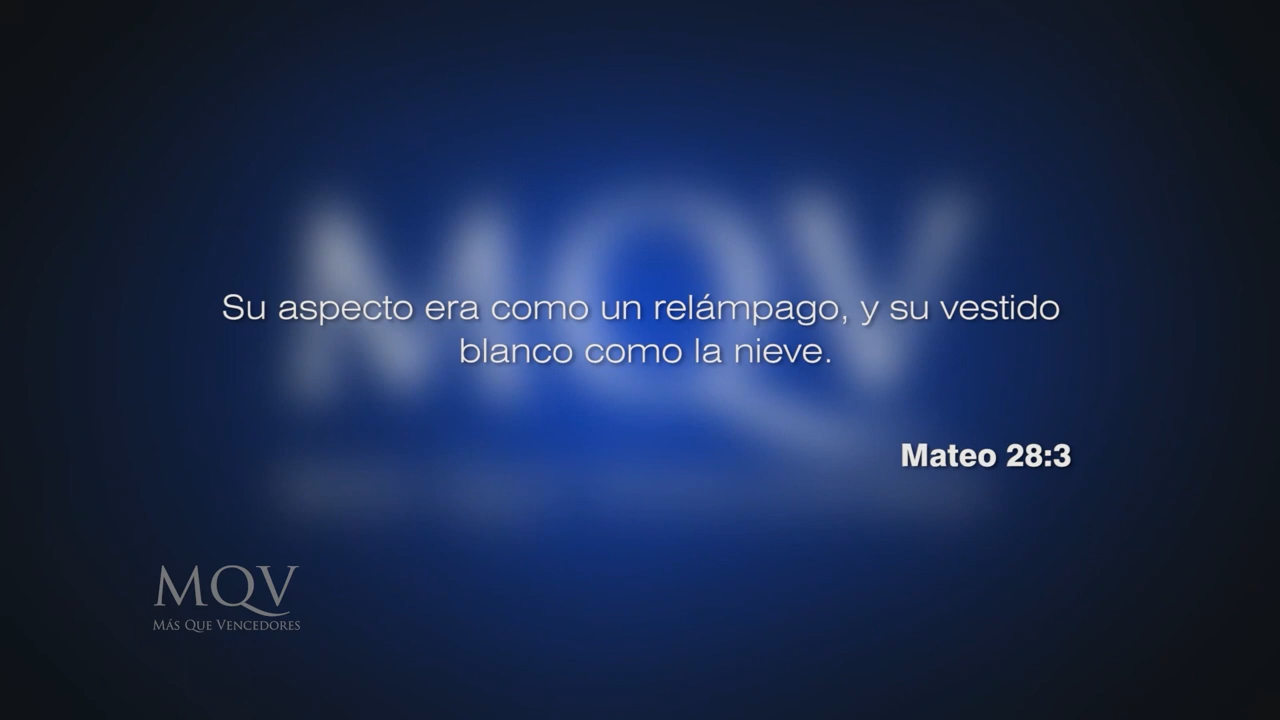 MQV
Su aspecto era como un relámpago, y su vestido
blanco como la nieve.
Mateo 28:3
MQV
MÁS QUE VENCEDORES